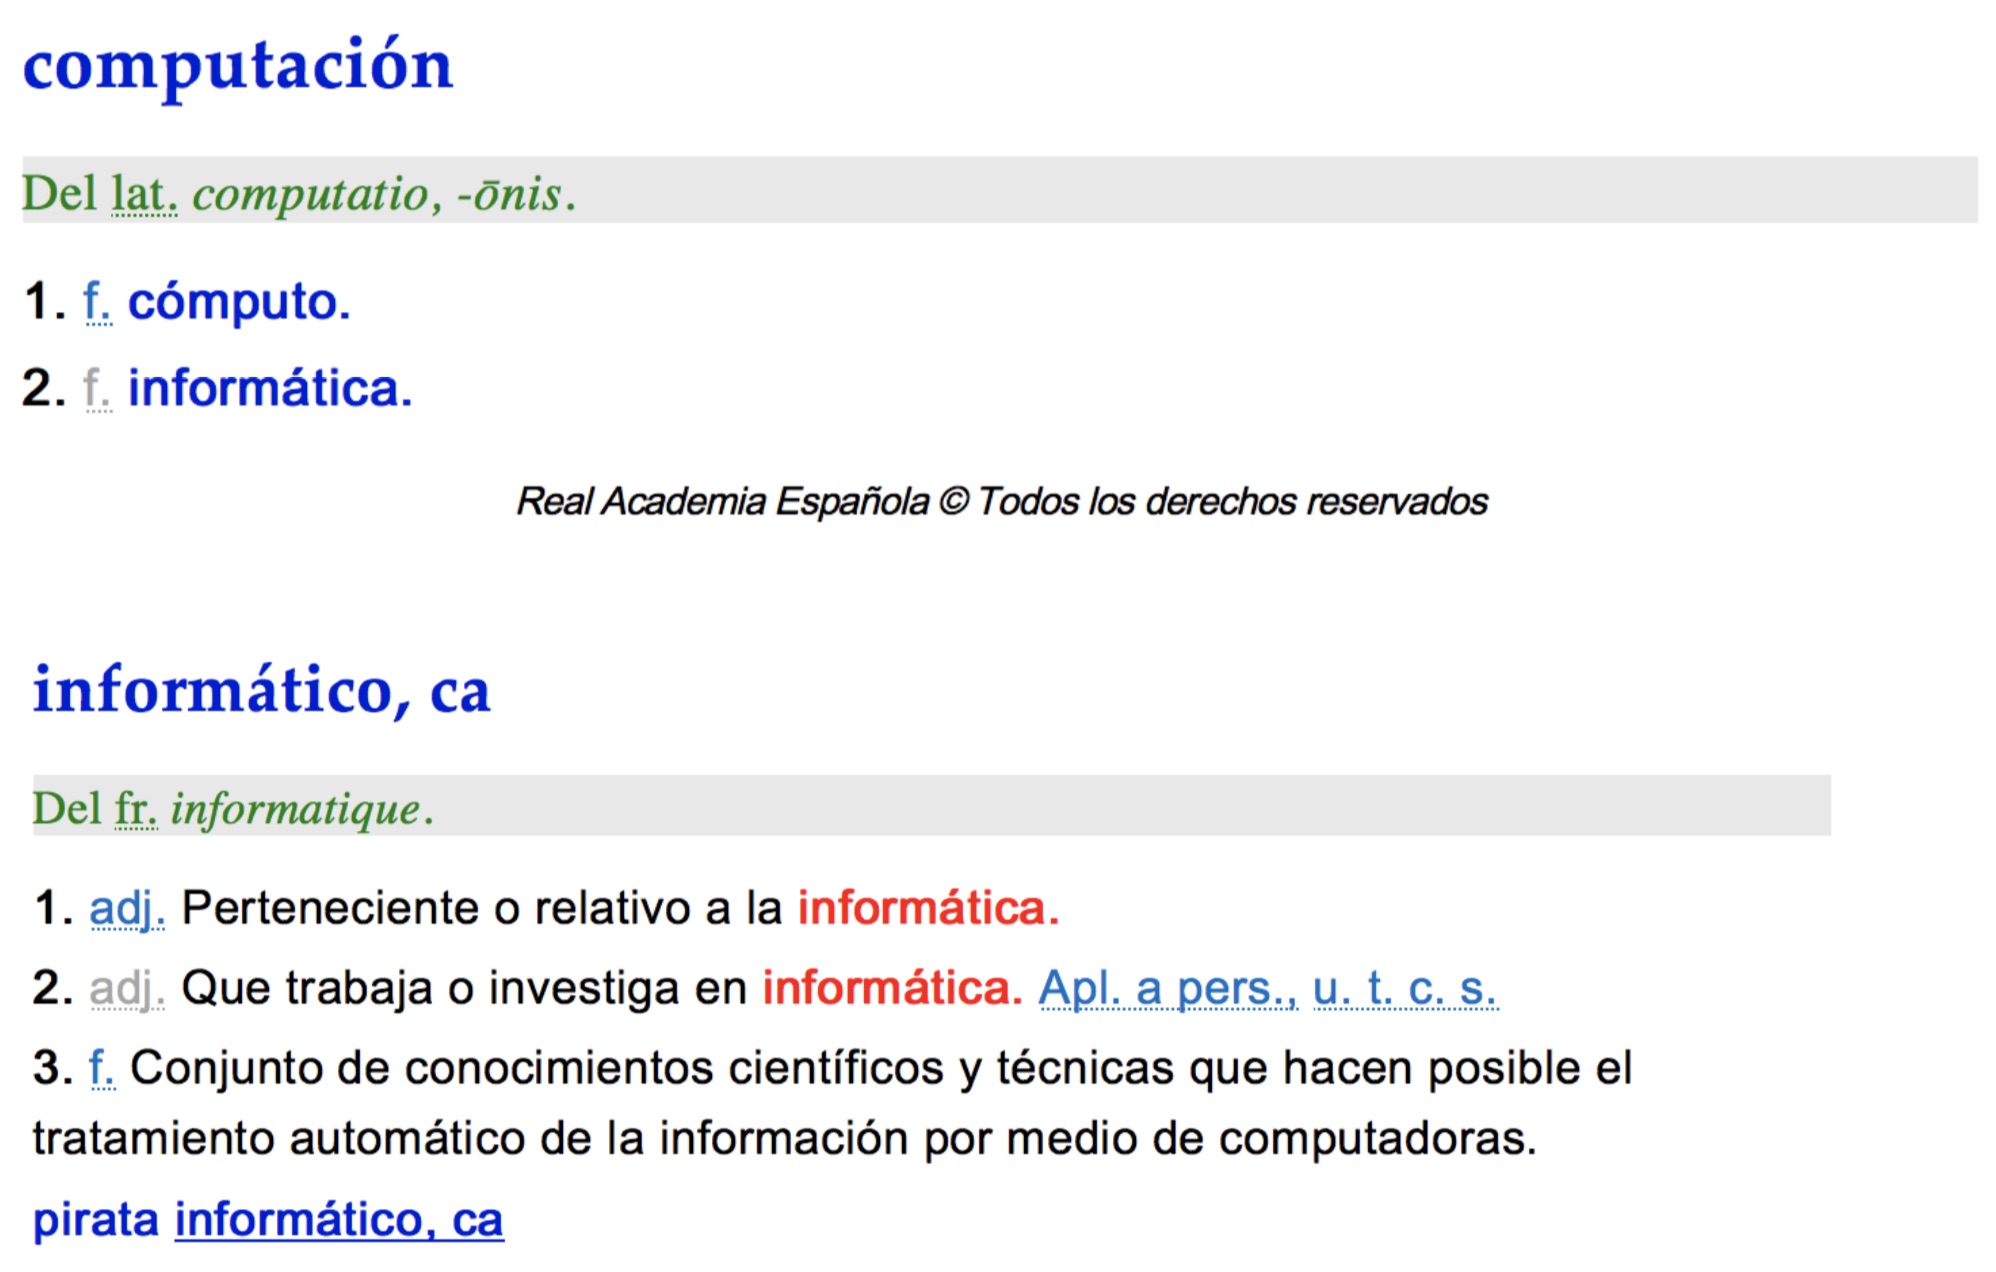 computación
Del lat. computatio, -ōnis.
1. f. cómputo.
2. f. informática.
Real Academia Española © Todos los derechos reservados
informático, ca
Del fr. informatique.
1. adj. Perteneciente o relativo a la informática.
2. adj. Que trabaja o investiga en informática. Apl. a pers., u. t. c. s.
3. f. Conjunto de conocimientos científicos y técnicas que hacen posible el
tratamiento automático de la información por medio de computadoras.
pirata informático, ca